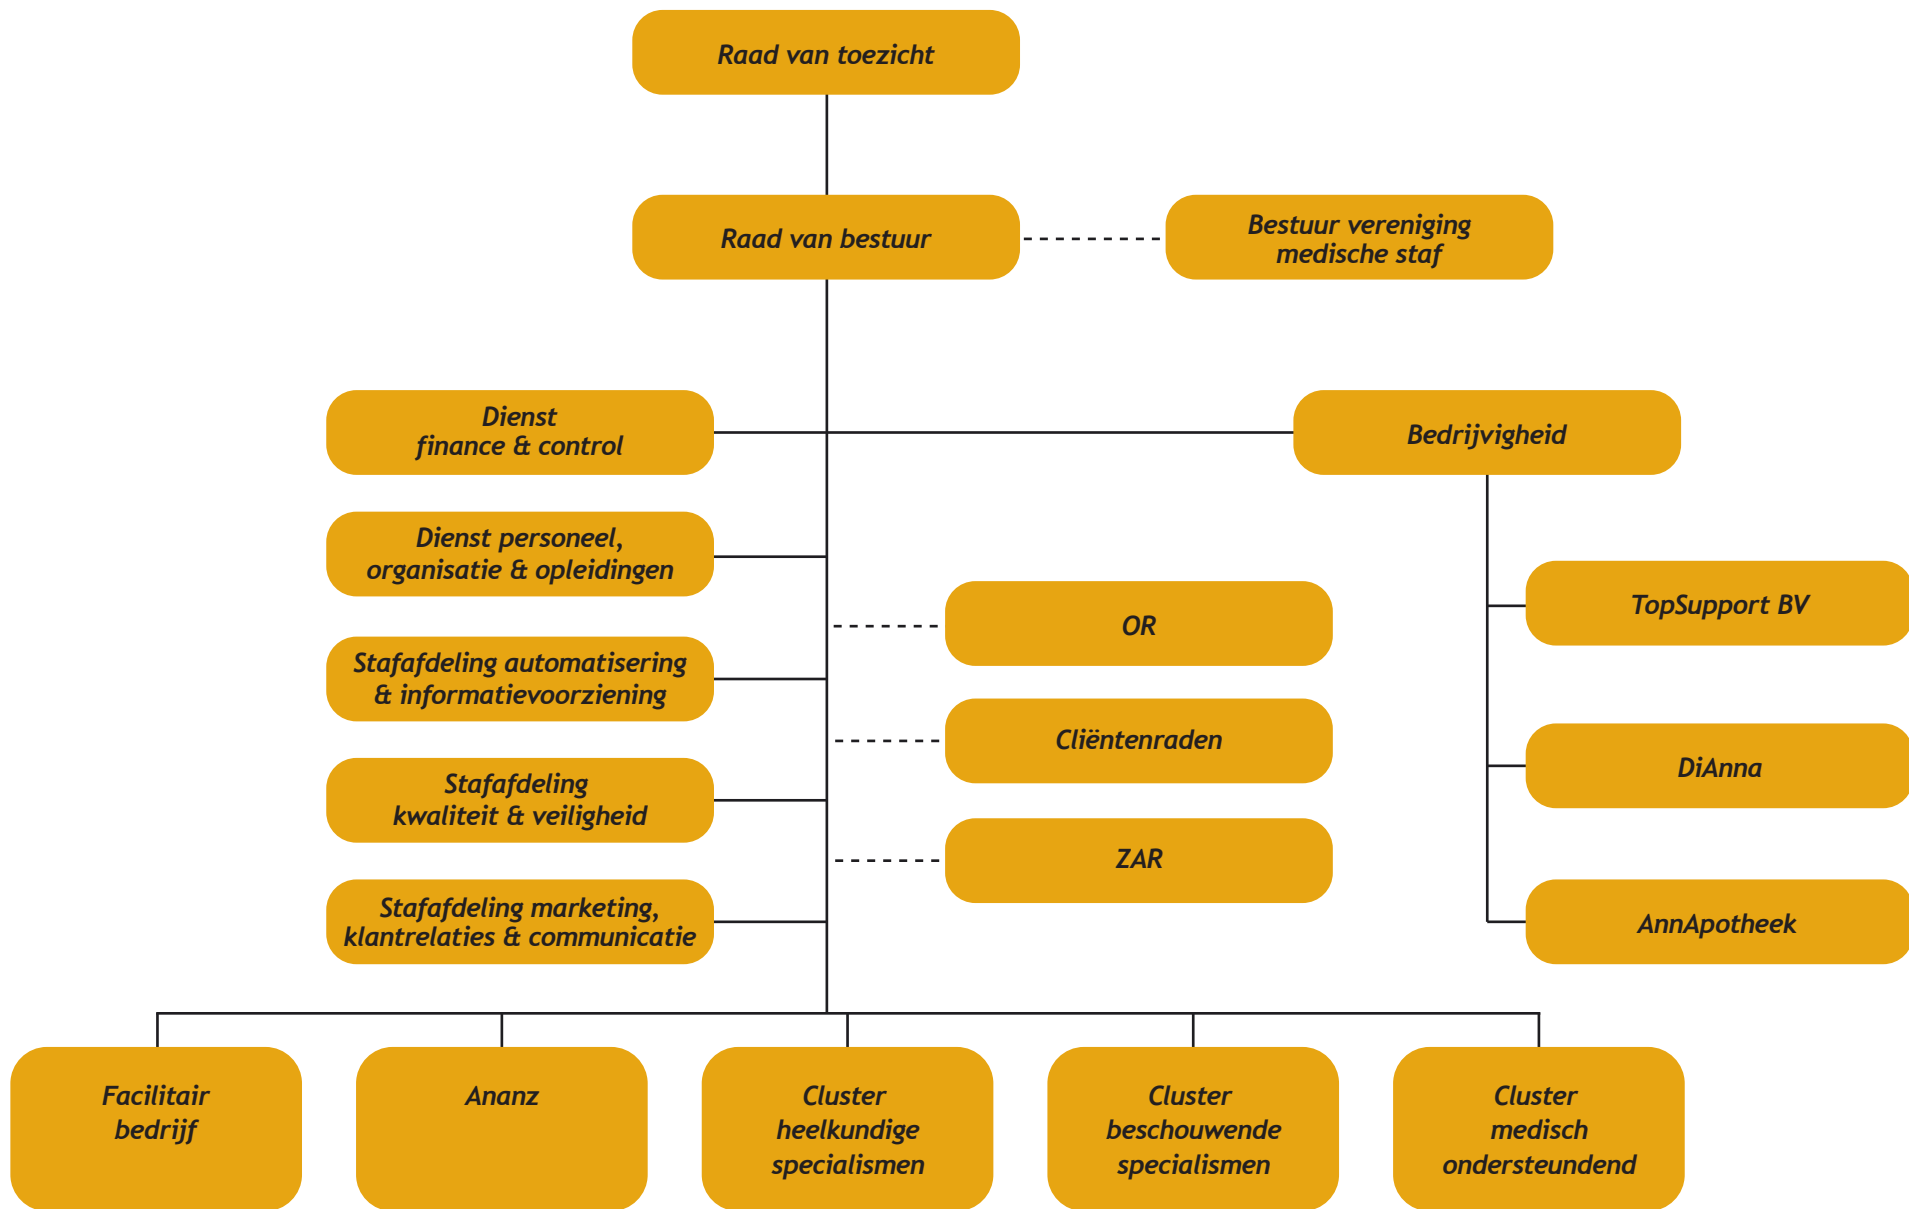 Raad van toezicht
Raad van bestuur
Bestuur vereniging
medische staf
Dienst
finance & control
Bedrijvigheid
Dienst personeel,
organisatie & opleidingen
OR
TopSupport BV
Stafafdeling automatisering
& informatievoorziening
Cliëntenraden
DiAnna
Stafafdeling
kwaliteit & veiligheid
ZAR
Stafafdeling marketing,
klantrelaties & communicatie
AnnApotheek
Facilitair
bedrijf
Ananz
Cluster
heelkundige
specialismen
Cluster
beschouwende
specialismen
Cluster
medisch
ondersteundend